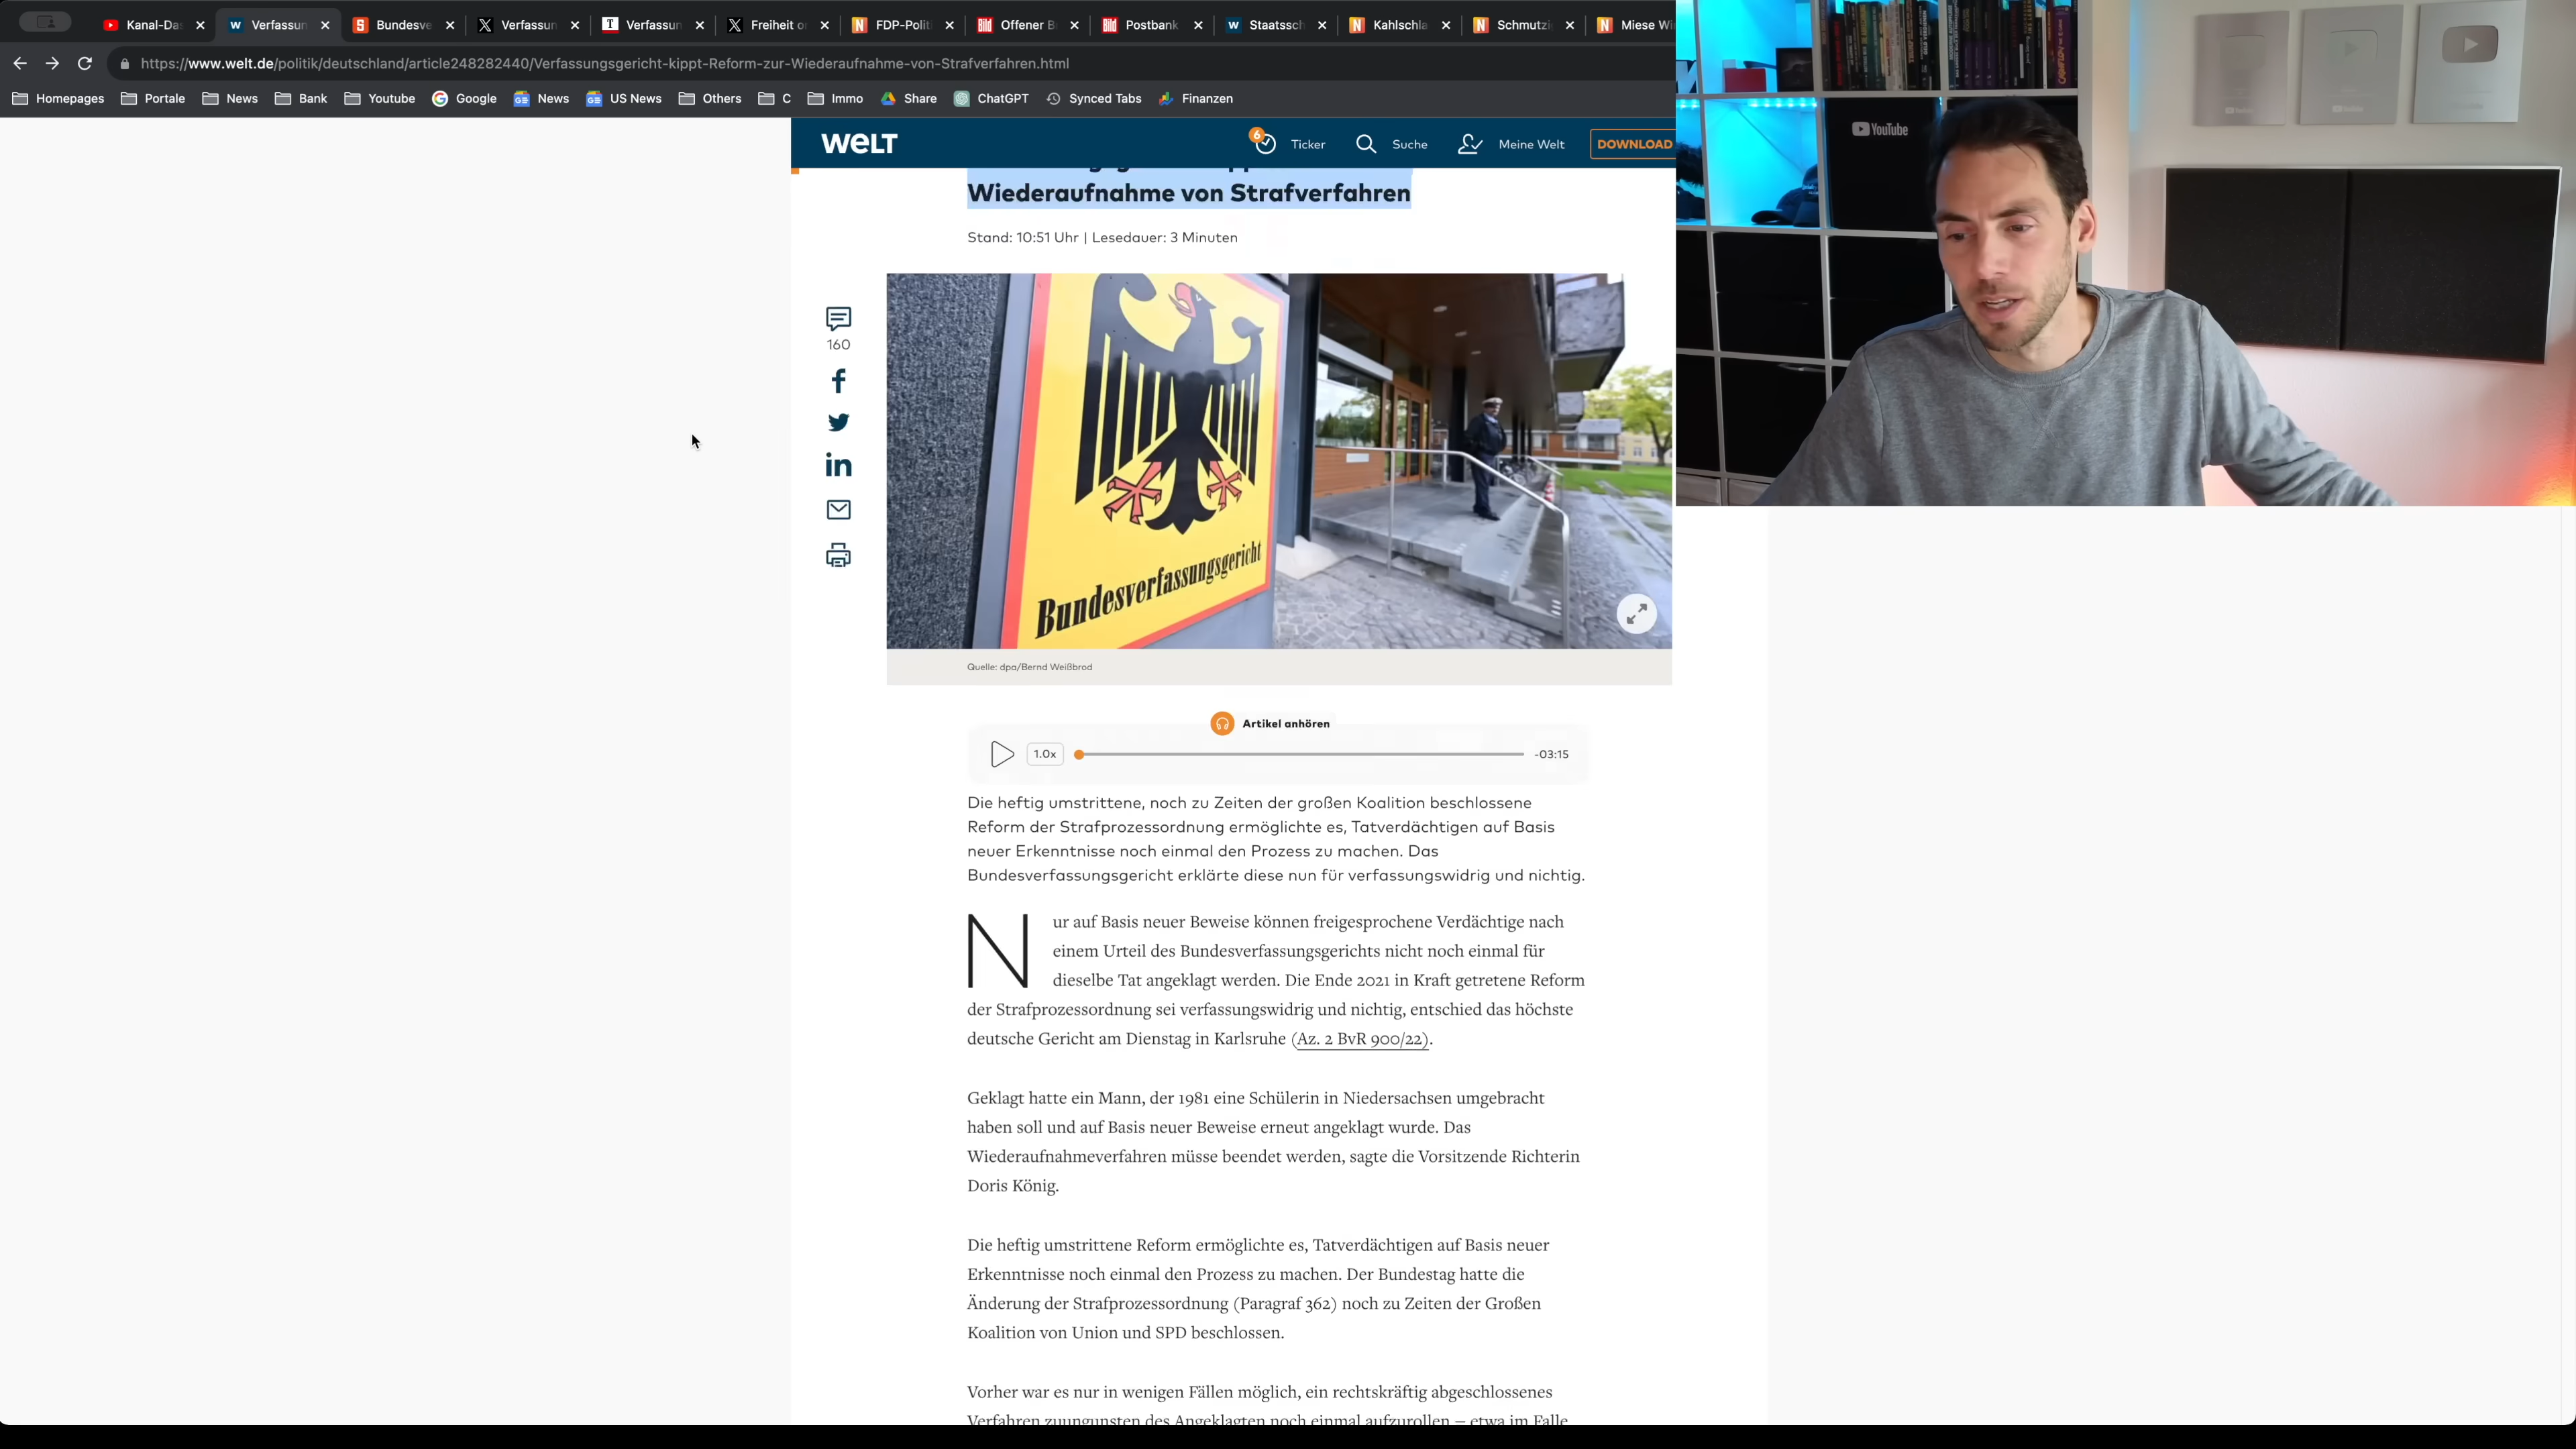 Kanal-Da
Verfassun
Bundesve
Verfassun
Verfassun
Freiheit o
FDP-Polit
Offener B
Postbank
Staatssch
Kahlschla
Schmutzi
Miese Wi
https://www.welt.de/politik/deutschland/article248282440/Verfassungsgericht-kippt-Reform-zur-Wiederaufnahme-von-Strafverfahren.html
Homepages
Portale
News
Bank
Youtube
Google
News
US News
Others
C
Immo
Share
ChatGPT
Synced Tabs
Finanzen
YouTube
WELT
6
Ticker
Suche
Meine Welt
DOWNLOAD
Wiederaufnahme von Strafverfahren
Stand: 10:51 Uhr | Lesedauer: 3 Minuten
160
Bundesverfassungsgericht
Quelle: dpa/Bernd Weißbrod
Artikel anhören
1.0x
-03:15
Die heftig umstrittene, noch zu Zeiten der großen Koalition beschlossene
Reform der Strafprozessordnung ermöglichte es, Tatverdächtigen auf Basis
neuer Erkenntnisse noch einmal den Prozess zu machen. Das
Bundesverfassungsgericht erklärte diese nun für verfassungswidrig und nichtig.
Nur auf Basis neuer Beweise können freigesprochene Verdächtige nach
einem Urteil des Bundesverfassungsgerichts nicht noch einmal für
dieselbe Tat angeklagt werden. Die Ende 2021 in Kraft getretene Reform
der Strafprozessordnung sei verfassungswidrig und nichtig, entschied das höchste
deutsche Gericht am Dienstag in Karlsruhe (Az. 2 BvR 900/22).
Geklagt hatte ein Mann, der 1981 eine Schülerin in Niedersachsen umgebracht
haben soll und auf Basis neuer Beweise erneut angeklagt wurde. Das
Wiederaufnahmeverfahren müsse beendet werden, sagte die Vorsitzende Richterin
Doris König.
Die heftig umstrittene Reform ermöglichte es, Tatverdächtigen auf Basis neuer
Erkenntnisse noch einmal den Prozess zu machen. Der Bundestag hatte die
Änderung der Strafprozessordnung (Paragraf 362) noch zu Zeiten der Großen
Koalition von Union und SPD beschlossen.
Vorher war es nur in wenigen Fällen möglich, ein rechtskräftig abgeschlossenes
Verfahren zuungunsten des Angeklagten noch einmal aufzurollen – etwa im Falle